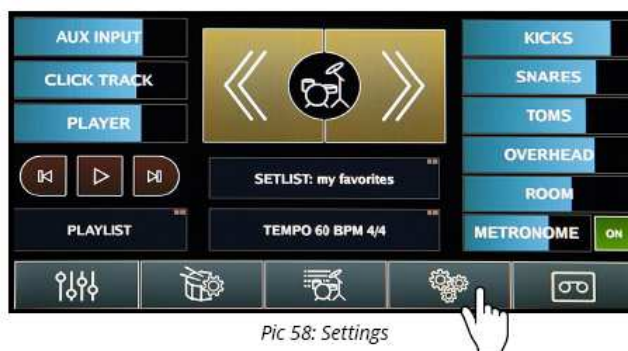 AUX INPUT
CLICK TRACK
PLAYER
SETLIST: my favorites
PLAYLIST
TEMPO 60 BPM 4/4
KICKS
SNARES
TOMS
OVERHEAD
ROOM
METRONOME ON
Pic 58: Settings